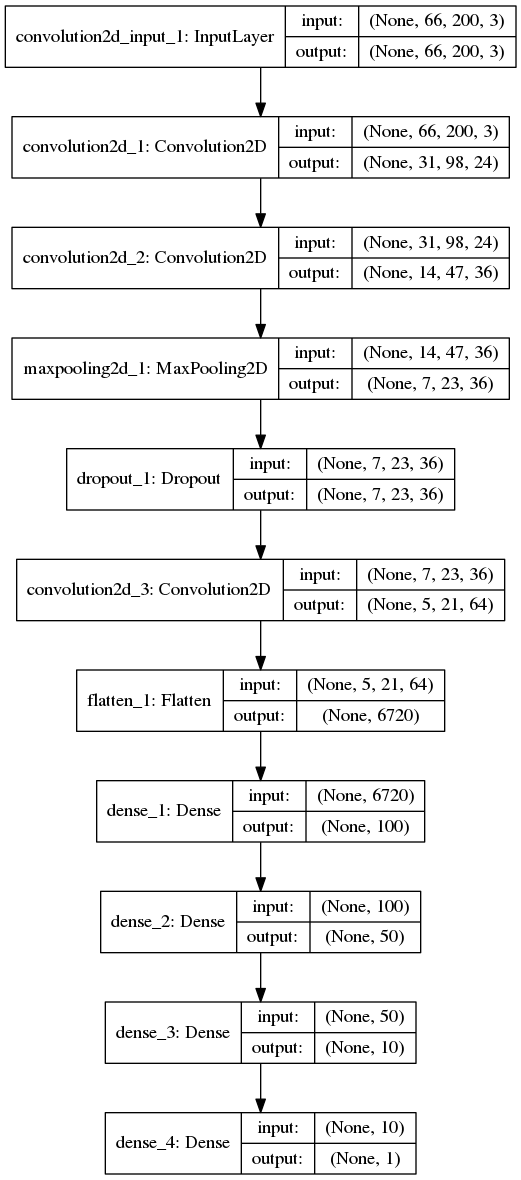 convolution2d_input_1: InputLayer
input: (None, 66, 200, 3)
output: (None, 66, 200, 3)
convolution2d_1: Convolution2D
input: (None, 66, 200, 3)
output: (None, 31, 98, 24)
convolution2d_2: Convolution2D
input: (None, 31, 98, 24)
output: (None, 14, 47, 36)
maxpooling2d_1: MaxPooling2D
input: (None, 14, 47, 36)
output: (None, 7, 23, 36)
dropout_1: Dropout
input: (None, 7, 23, 36)
output: (None, 7, 23, 36)
convolution2d_3: Convolution2D
input: (None, 7, 23, 36)
output: (None, 5, 21, 64)
flatten_1: Flatten
input: (None, 5, 21, 64)
output: (None, 6720)
dense_1: Dense
input: (None, 6720)
output: (None, 100)
dense_2: Dense
input: (None, 100)
output: (None, 50)
dense_3: Dense
input: (None, 50)
output: (None, 10)
dense_4: Dense
input: (None, 10)
output: (None, 1)